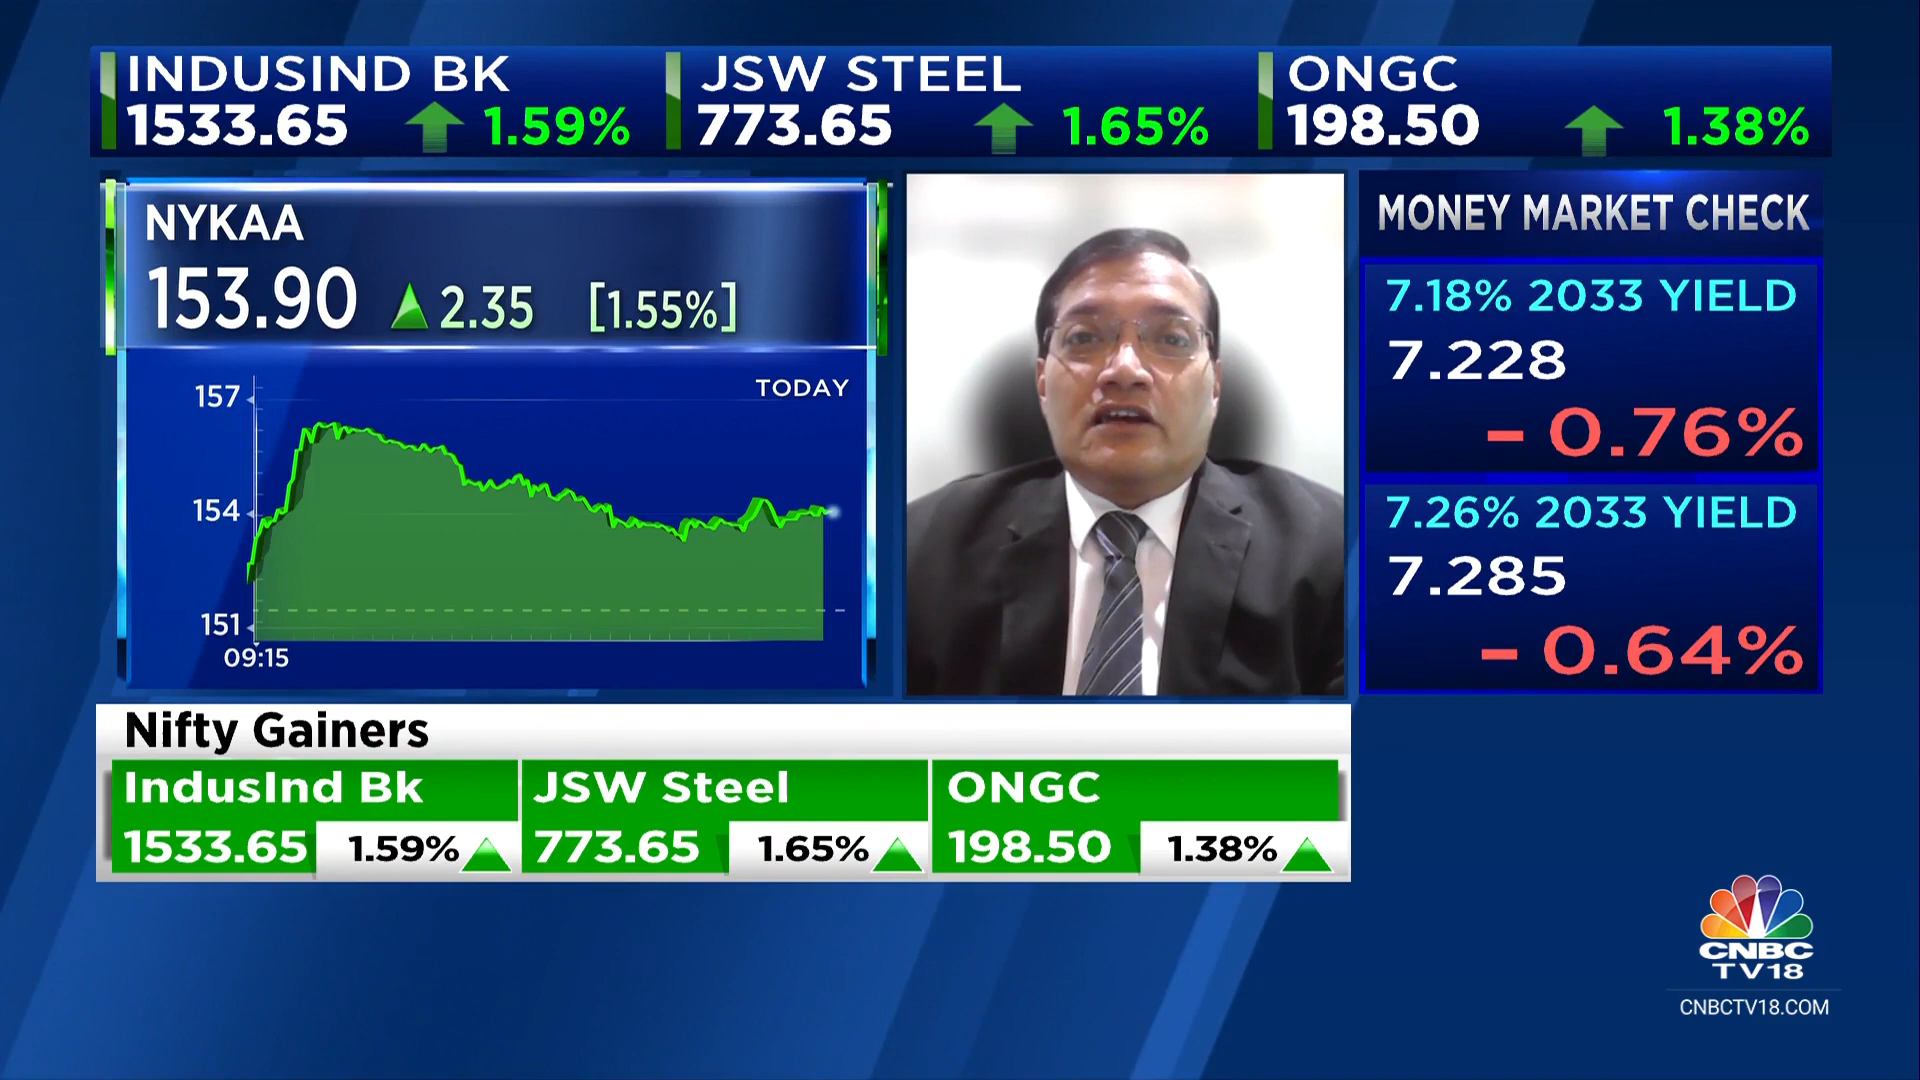 INDUSIND BK
1533.65 1.59%
JSW STEEL
773.65 1.65%
ONGC
198.50 1.38%
NYKAA
153.90 2.35 [1.55%]
TODAY
157
154
151
09:15
MONEY MARKET CHECK
7.18% 2033 YIELD
7.228
– 0.76%
7.26% 2033 YIELD
7.285
– 0.64%
Nifty Gainers
IndusInd Bk
1533.65 1.59%
JSW Steel
773.65 1.65%
ONGC
198.50 1.38%
CNBC
TV18
CNBCTV18.COM